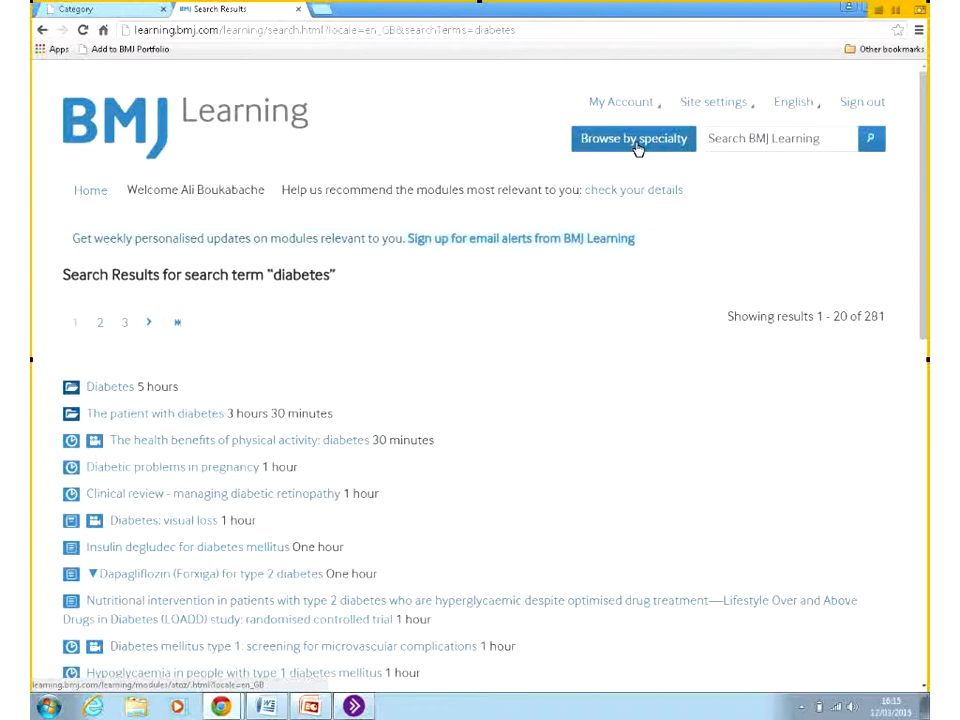 Category
BMJ Search Results
learning.bmj.com/learning/search.html?locale=en_GB&searchTerms=diabetes
Apps Add to BMJ Portfolio Other bookmarks
BMJ Learning
My Account Site settings English Sign out
Browse by specialty Search BMJ Learning
Home Welcome Ali Boukabache Help us recommend the modules most relevant to you: check your details
Get weekly personalised updates on modules relevant to you. Sign up for email alerts from BMJ Learning
Search Results for search term "diabetes"
1 2 3
Showing results 1 - 20 of 281
Diabetes 5 hours
The patient with diabetes 3 hours 30 minutes
The health benefits of physical activity: diabetes 30 minutes
Diabetic problems in pregnancy 1 hour
Clinical review - managing diabetic retinopathy 1 hour
Diabetes: visual loss 1 hour
Insulin degludec for diabetes mellitus One hour
▼Dapagliflozin (Forxiga) for type 2 diabetes One hour
Nutritional intervention in patients with type 2 diabetes who are hyperglycaemic despite optimised drug treatment—Lifestyle Over and Above
Drugs in Diabetes (LOADD) study: randomised controlled trial 1 hour
Diabetes mellitus type 1: screening for microvascular complications 1 hour
Hypoglycaemia in people with type 1 diabetes mellitus 1 hour
learning.bmj.com/learning/modules/atoz/.html?locale=en_GB
16:15
12/03/2015